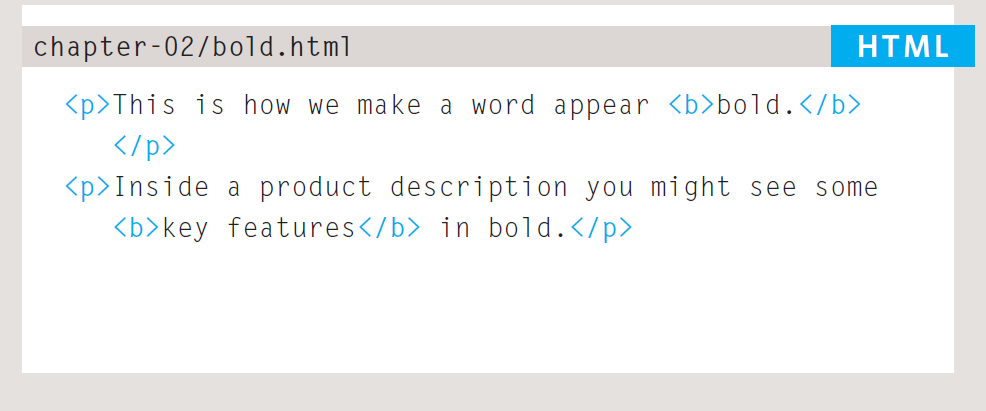 chapter-02/bold.html HTML
<p>This is how we make a word appear <b>bold.</b>
</p>
<p>Inside a product description you might see some
<b>key features</b> in bold.</p>